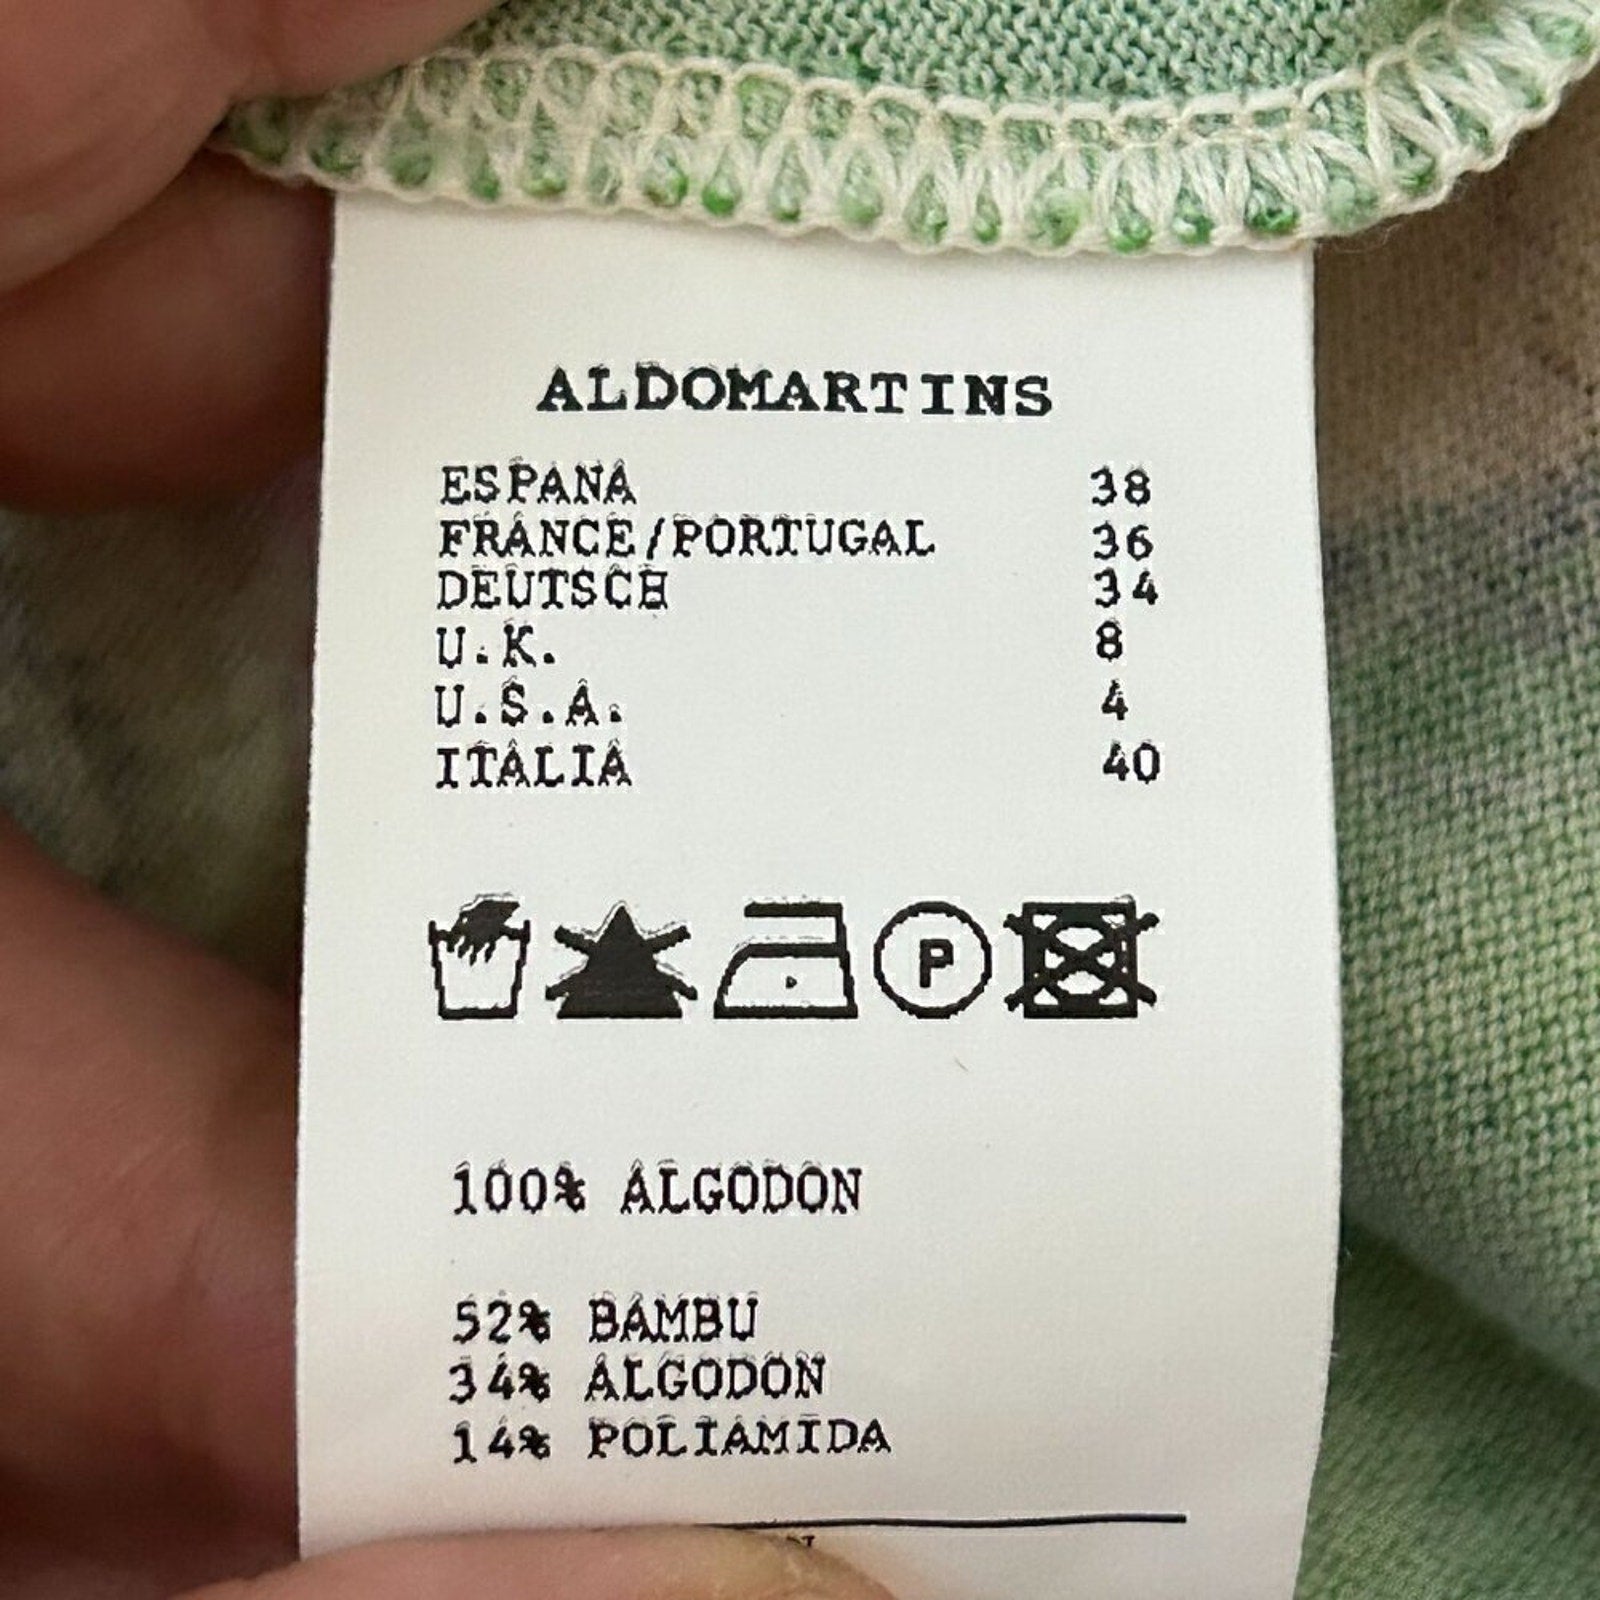 ALDOMARTINS
ESPANA 38
FRANCE/PORTUGAL 36
DEUTSCH 34
U.K. 8
U.S.A. 4
ITALIA 40
P
100% ALGODON
52% BAMBU
34% ALGODON
14% POLIAMIDA